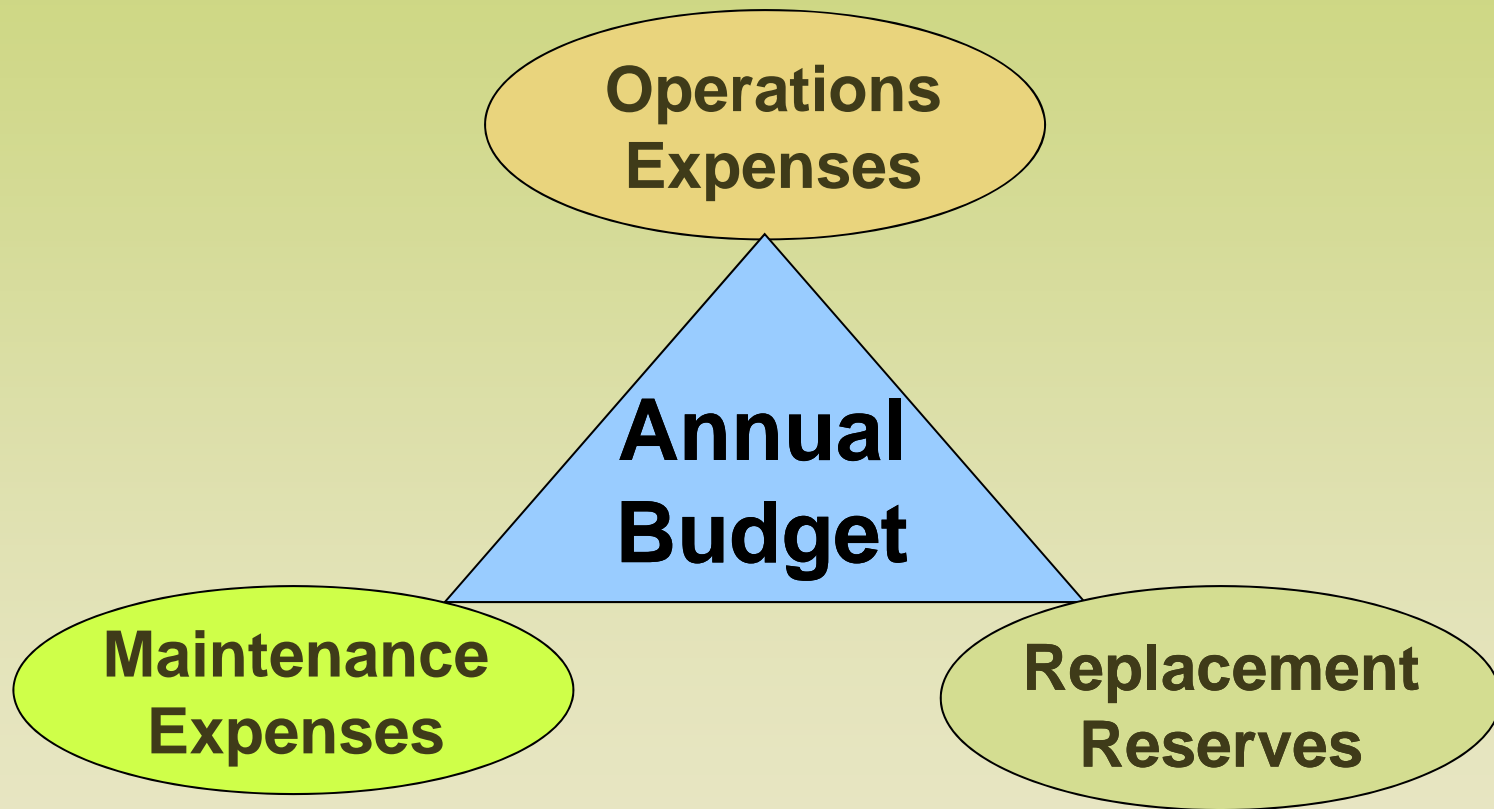 Operations
Expenses
Annual
Budget
Maintenance
Expenses
Replacement
Reserves